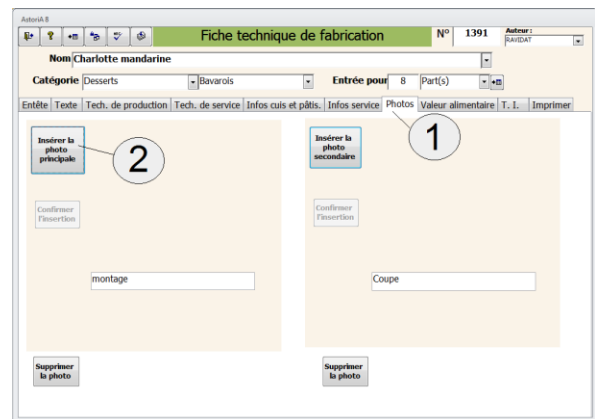 AstoriA 8
Fiche technique de fabrication
N° 1391
Auteur :
RAVIDAT
Nom Charlotte mandarine
Catégorie Desserts Bavarois Entrée pour 8 Part(s)
Entête Texte Tech. de production Tech. de service Infos cuis et pâtis. Infos service Photos Valeur alimentaire T. I. Imprimer
1
Insérer la
photo
principale
2
Insérer la
photo
secondaire
Confirmer
l'insertion
Confirmer
l'insertion
montage
Coupe
Supprimer
la photo
Supprimer
la photo